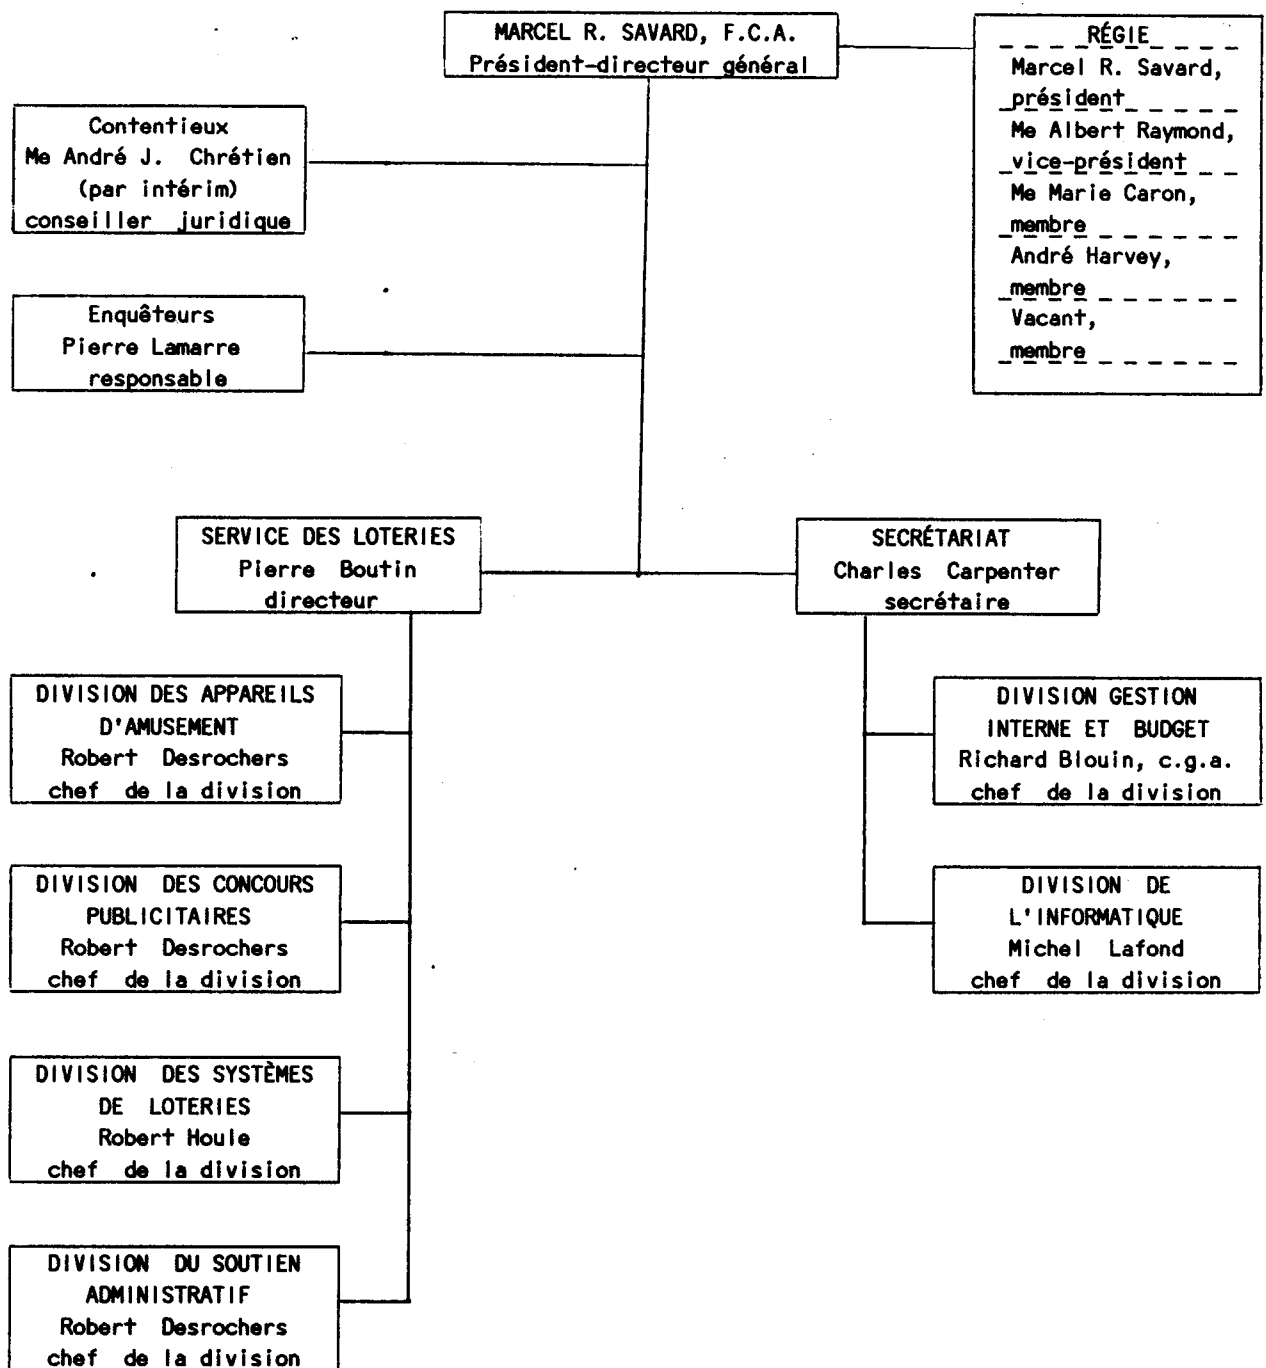 MARCEL R. SAVARD, F.C.A.
Président-directeur général
RÉGIE
Marcel R. Savard,
président
Me Albert Raymond,
vice-président
Me Marie Caron,
membre
André Harvey,
membre
Vacant,
membre
Contentieux
Me André J. Chrétien
(par intérim)
conseiller juridique
Enquêteurs
Pierre Lamarre
responsable
SERVICE DES LOTERIES
Pierre Boutin
directeur
SECRÉTARIAT
Charles Carpenter
secrétaire
DIVISION DES APPAREILS
D'AMUSEMENT
Robert Desrochers
chef de la division
DIVISION DES CONCOURS
PUBLICITAIRES
Robert Desrochers
chef de la division
DIVISION DES SYSTÈMES
DE LOTERIES
Robert Houle
chef de la division
DIVISION DU SOUTIEN
ADMINISTRATIF
Robert Desrochers
chef de la division
DIVISION GESTION
INTERNE ET BUDGET
Richard Blouin, c.g.a.
chef de la division
DIVISION DE
L'INFORMATIQUE
Michel Lafond
chef de la division